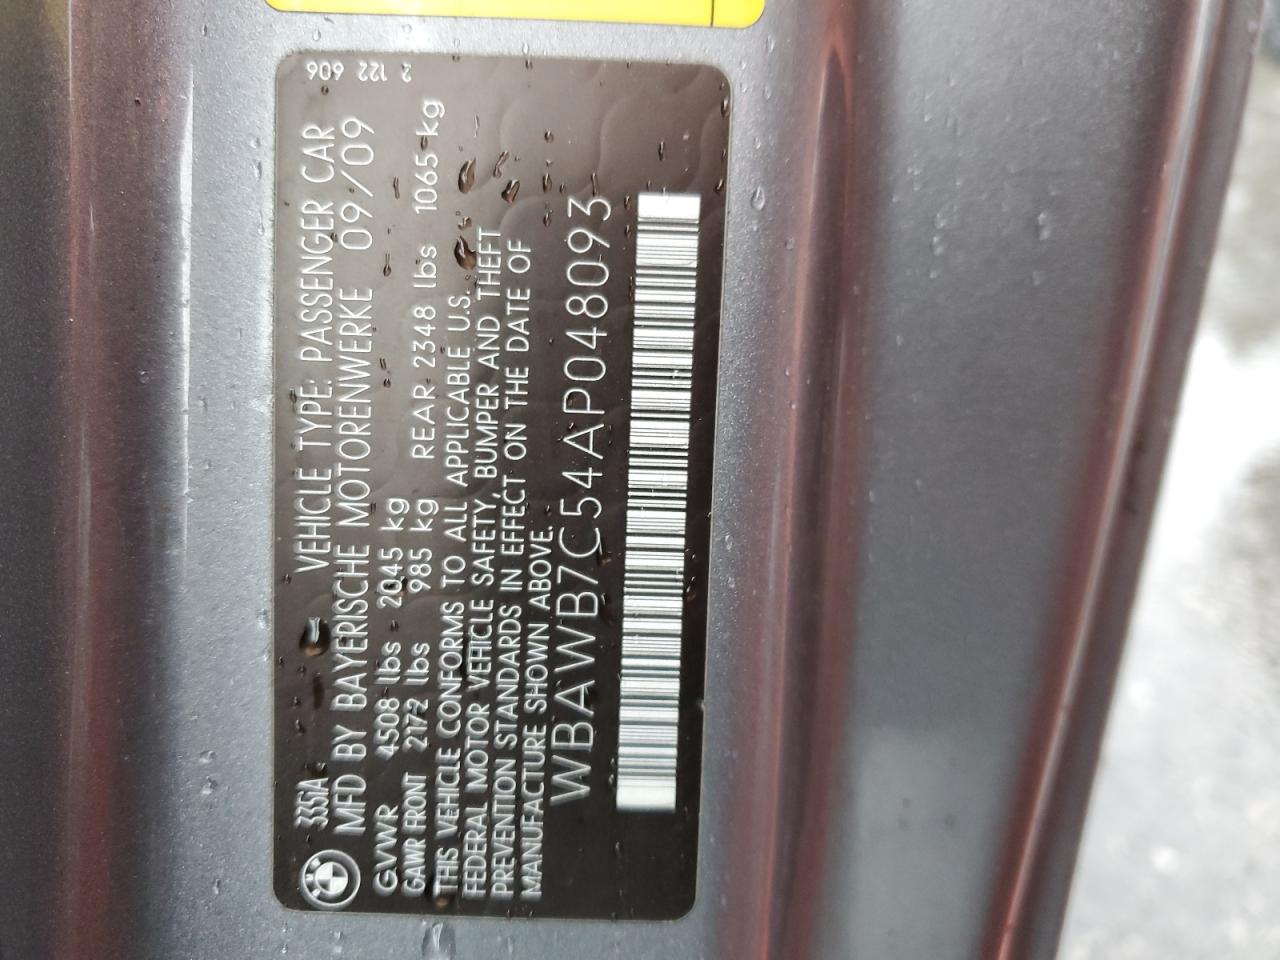 335iA VEHICLE TYPE: PASSENGER CAR 2 122 606
MFD BY BAYERISCHE MOTORENWERKE 09/09
GVWR 4508 lbs 2045 kg
GAWR FRONT 2172 lbs 985 kg REAR 2348 lbs 1065 kg
THIS VEHICLE CONFORMS TO ALL APPLICABLE U.S.
FEDERAL MOTOR VEHICLE SAFETY, BUMPER AND THEFT
PREVENTION STANDARDS IN EFFECT ON THE DATE OF
MANUFACTURE SHOWN ABOVE.
WBAWB7C54AP048093